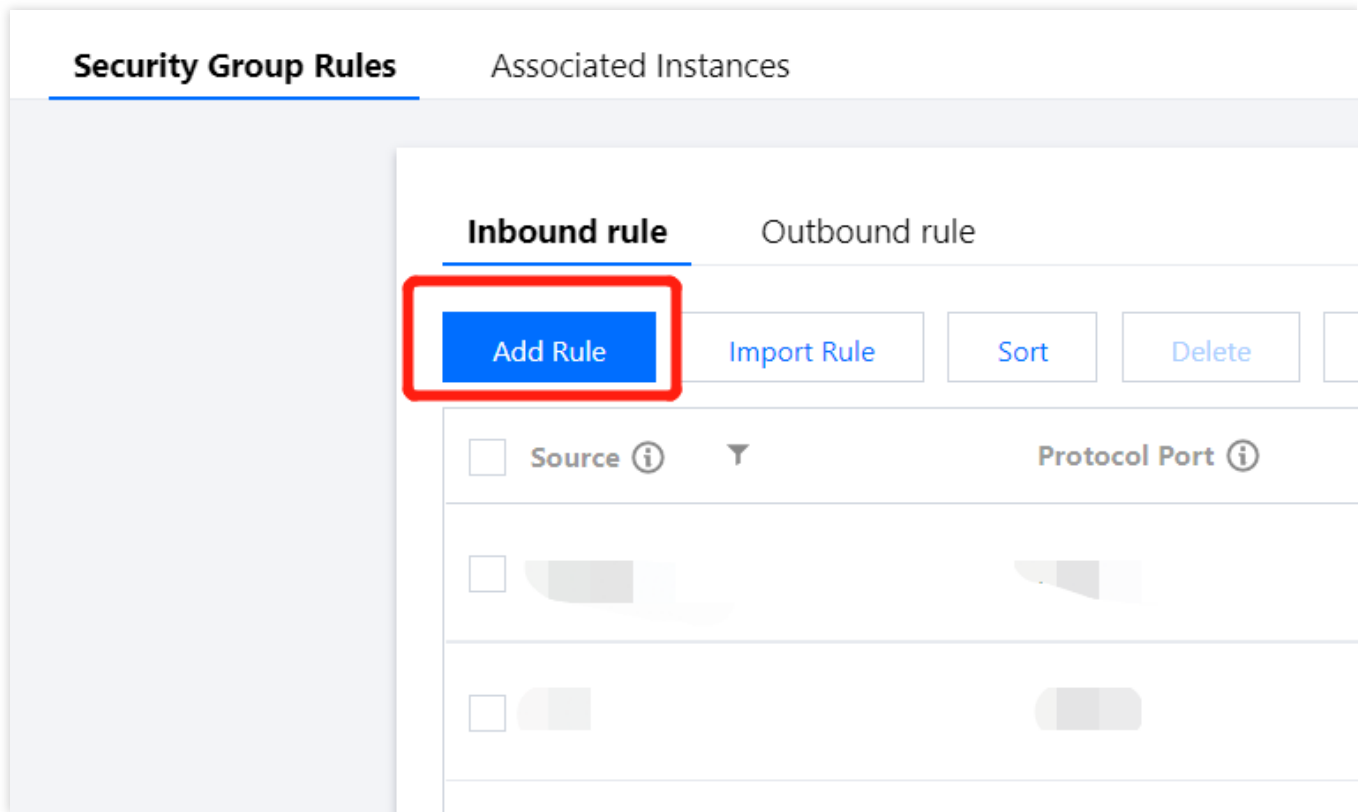 Security Group Rules Associated Instances
Inbound rule Outbound rule
Add Rule Import Rule Sort Delete
Source Protocol Port